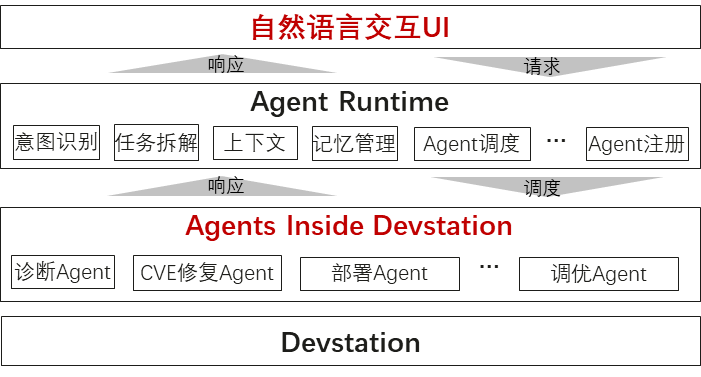 自然语言交互UI
响应 请求
Agent Runtime
意图识别 任务拆解 上下文 记忆管理 Agent调度 … Agent注册
响应 调度
Agents Inside Devstation
诊断Agent CVE修复Agent 部署Agent … 调优Agent
Devstation